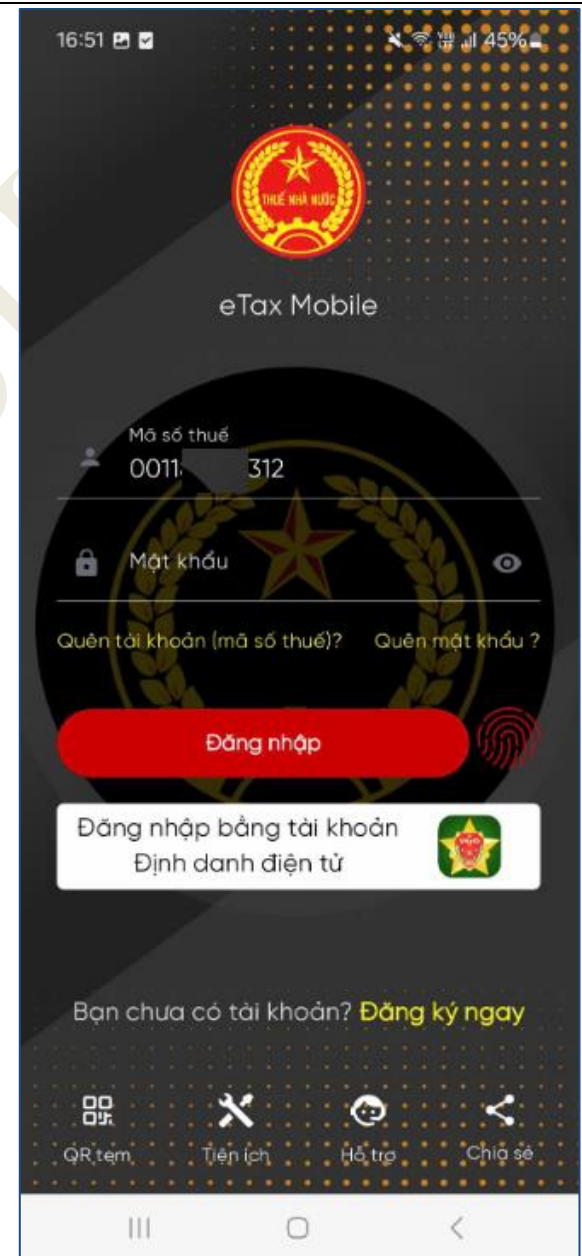 16:51
45%
THUẾ NHÀ NƯỚC
eTax Mobile
Mã số thuế
0011 312
Mật khẩu
Quên tài khoản (mã số thuế)? Quên mật khẩu ?
Đăng nhập
Đăng nhập bằng tài khoản
Định danh điện tử
Bạn chưa có tài khoản? Đăng ký ngay
QR tem Tiện ích Hỗ trợ Chia sẻ